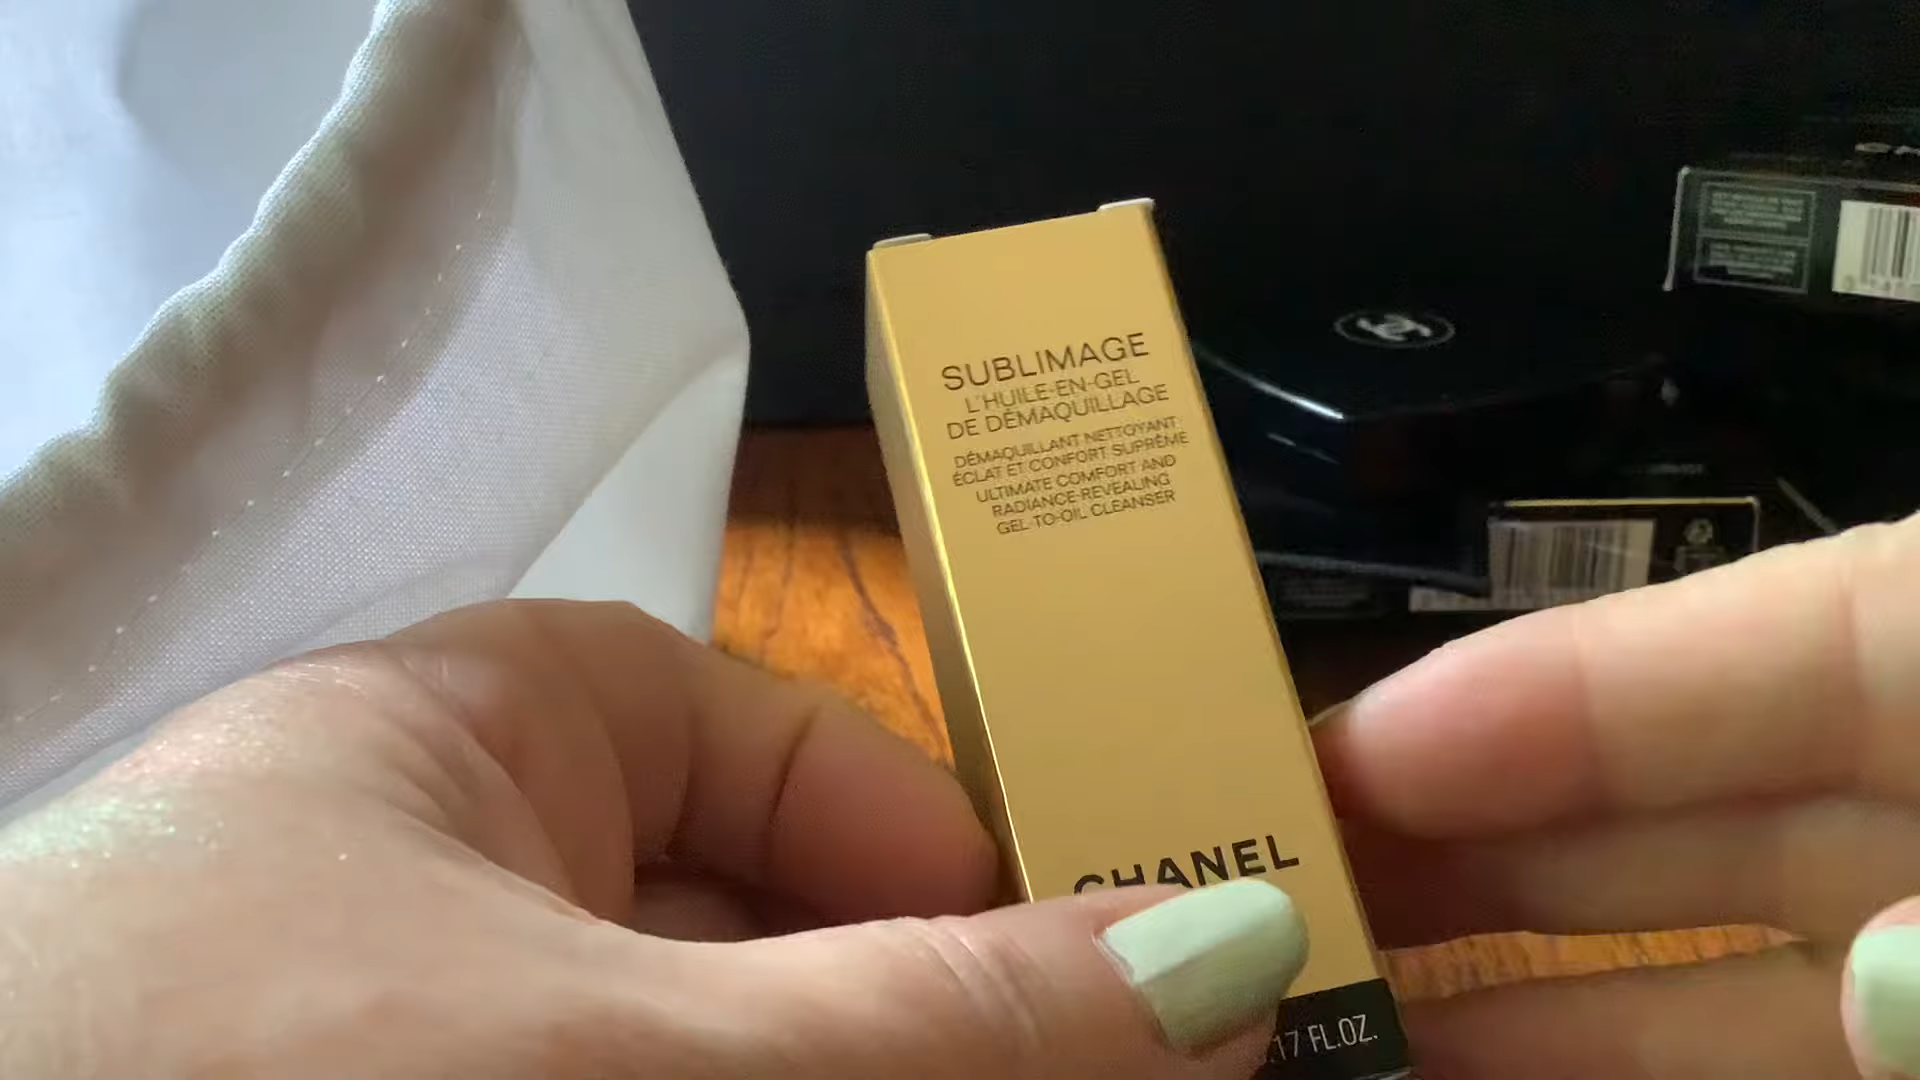 SUBLIMAGE
L'HUILE-EN-GEL
DE DÉMAQUILLAGE
DÉMAQUILLANT NETTOYANT
ÉCLAT ET CONFORT SUPRÊME
ULTIMATE COMFORT AND
RADIANCE-REVEALING
GEL-TO-OIL CLEANSER
CHANEL
.17 FL.OZ.